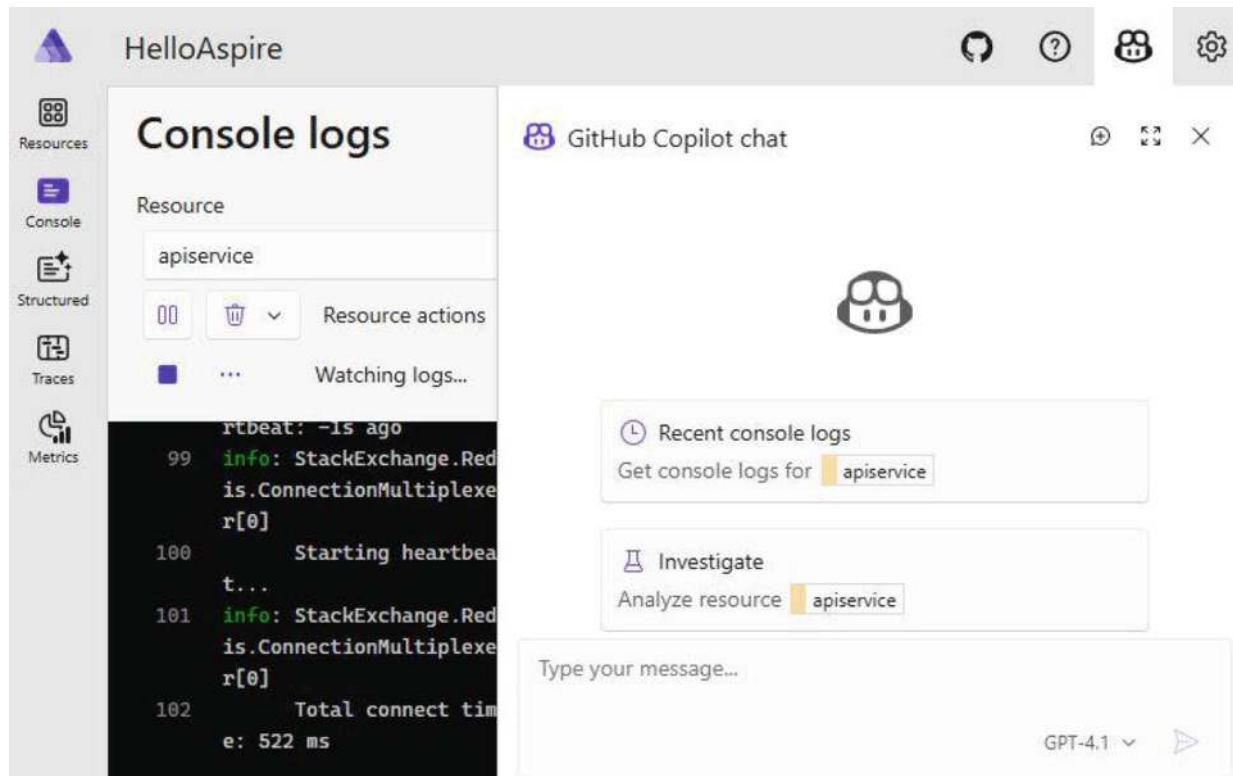 HelloAspire
Resources
Console
Structured
Traces
Metrics
Console logs
Resource
apiservice
Resource actions
Watching logs...
rtbeat: -1s ago
99 info: StackExchange.Red
is.ConnectionMultiplexe
r[0]
100 Starting heartbea
t...
101 info: StackExchange.Red
is.ConnectionMultiplexe
r[0]
102 Total connect tim
e: 522 ms
GitHub Copilot chat
Recent console logs
Get console logs for apiservice
Investigate
Analyze resource apiservice
Type your message...
GPT-4.1